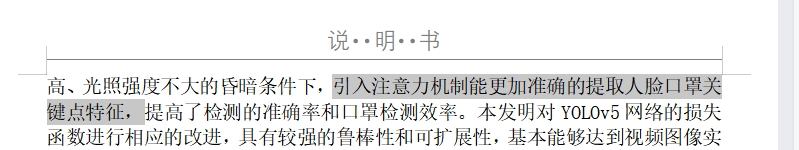 说··明··书
高、光照强度不大的昏暗条件下，引入注意力机制能更加准确的提取人脸口罩关
键点特征，提高了检测的准确率和口罩检测效率。本发明对 YOLOv5 网络的损失
函数进行相应的改进，具有较强的鲁棒性和可扩展性，基本能够达到视频图像实